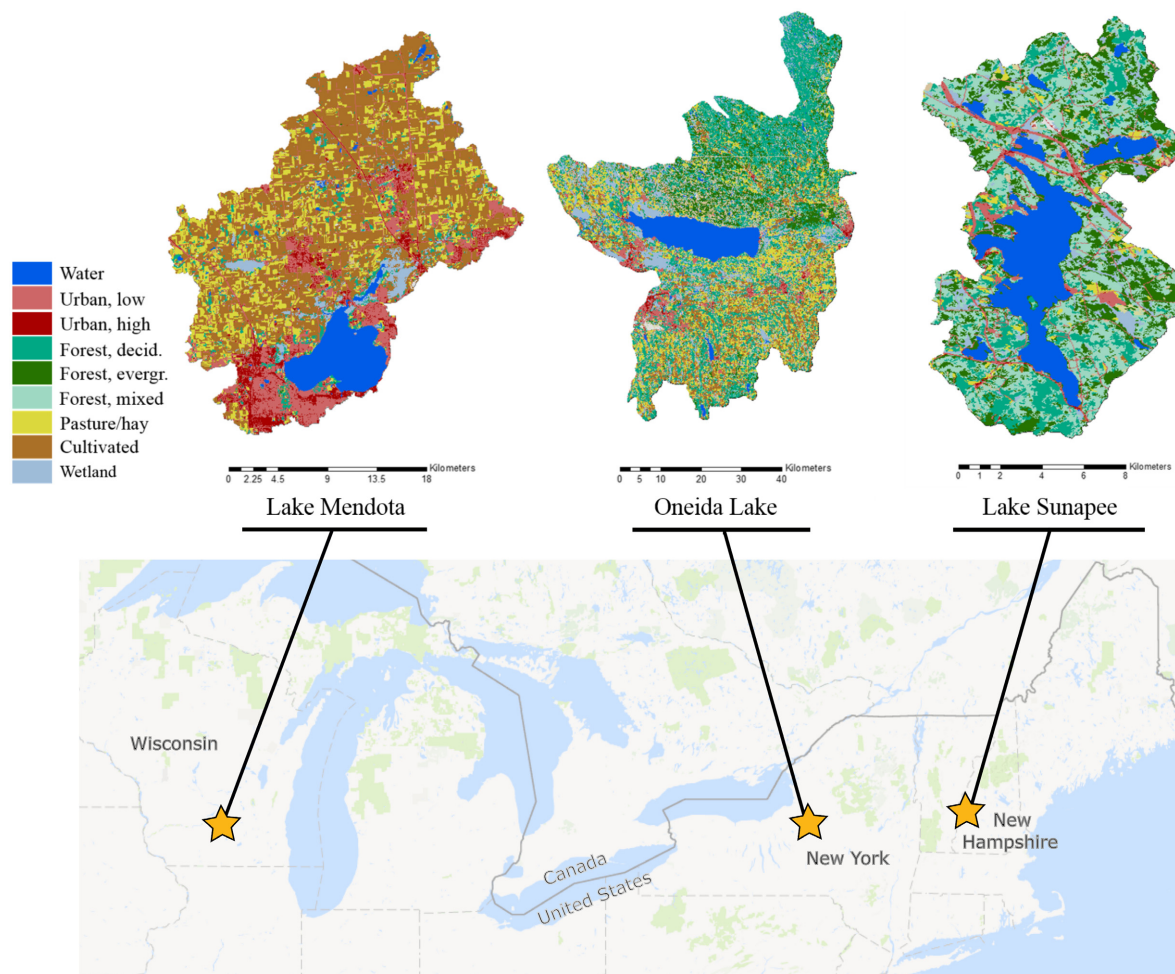 Water
Urban, low
Urban, high
Forest, decid.
Forest, evergr.
Forest, mixed
Pasture/hay
Cultivated
Wetland
0 2.25 4.5 9 13.5 18 Kilometers
0 5 10 20 30 40 Kilometers
0 1 2 4 6 8 Kilometers
Lake Mendota
Oneida Lake
Lake Sunapee
Wisconsin
New Hampshire
New York
Canada
United States